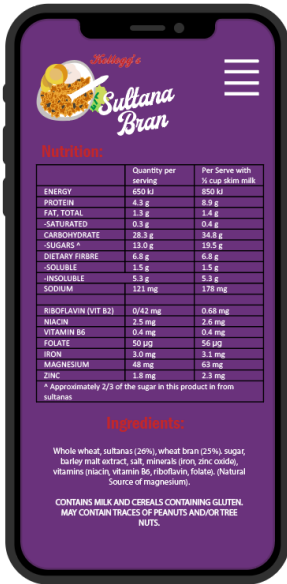 Kellogg's
Sultana
Bran
Nutrition:
Quantity per serving Per Serve with ½ cup skim milk
ENERGY 650 kJ 850 kJ
PROTEIN 4.3 g 8.9 g
FAT, TOTAL 1.3 g 1.4 g
-SATURATED 0.3 g 0.4 g
CARBOHYDRATE 28.3 g 34.8 g
-SUGARS ^ 13.0 g 19.5 g
DIETARY FIRBRE 6.8 g 6.8 g
-SOLUBLE 1.5 g 1.5 g
-INSOLUBLE 5.3 g 5.3 g
SODIUM 121 mg 178 mg
RIBOFLAVIN (VIT B2) 0/42 mg 0.68 mg
NIACIN 2.5 mg 2.6 mg
VITAMIN B6 0.4 mg 0.4 mg
FOLATE 50 µg 56 µg
IRON 3.0 mg 3.1 mg
MAGNESIUM 48 mg 63 mg
ZINC 1.8 mg 2.3 mg
^ Approximately 2/3 of the sugar in this product in from
sultanas
Ingredients:
Whole wheat, sultanas (26%), wheat bran (25%). sugar,
barley malt extract, salt, minerals (iron, zinc oxide),
vitamins (niacin, vitamin B6, riboflavin, folate). (Natural
Source of magnesium).
CONTAINS MILK AND CEREALS CONTAINING GLUTEN.
MAY CONTAIN TRACES OF PEANUTS AND/OR TREE
NUTS.